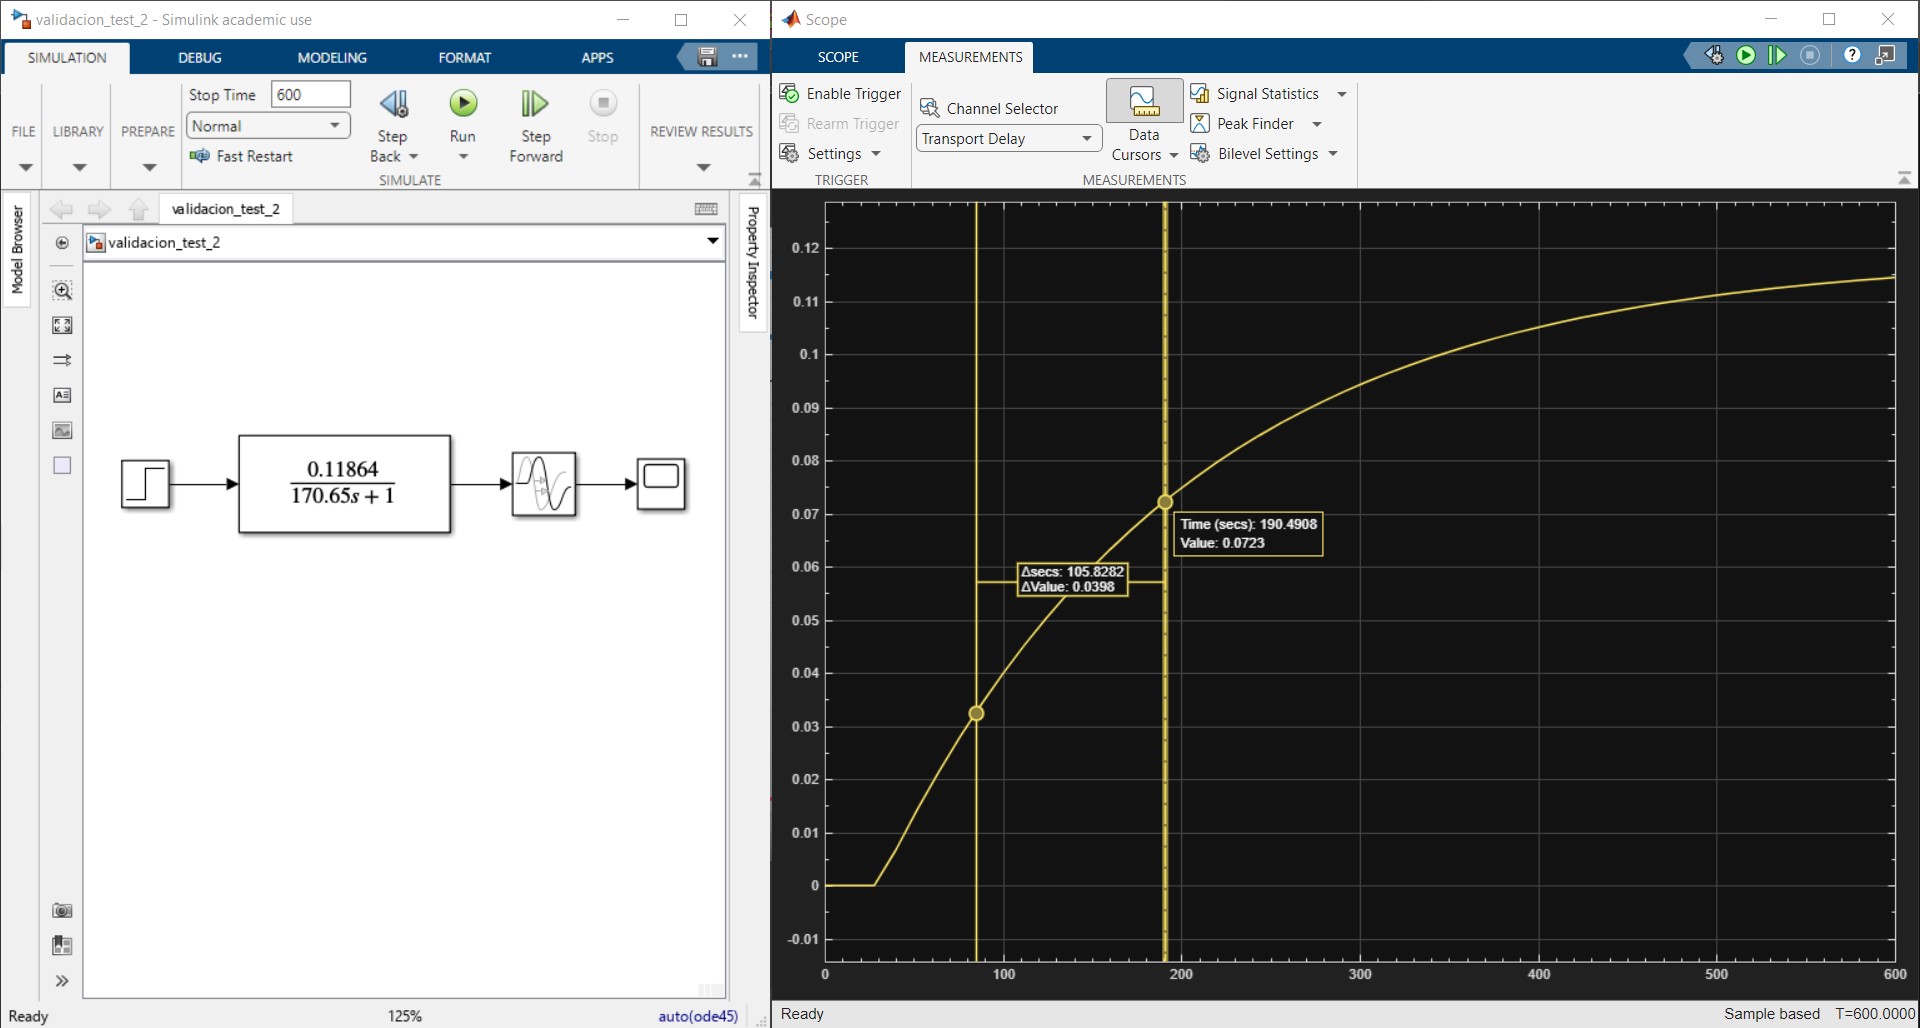 validacion_test_2 - Simulink academic use
SIMULATION
DEBUG
MODELING
FORMAT
APPS
FILE
LIBRARY
PREPARE
Stop Time 600
Normal
Fast Restart
Step Back
Run
Step Forward
Stop
SIMULATE
REVIEW RESULTS
Model Browser
validacion_test_2
validacion_test_2
Property Inspector
0.11864
170.65s + 1
Ready
125%
auto(ode45)
Scope
SCOPE
MEASUREMENTS
Enable Trigger
Rearm Trigger
Settings
TRIGGER
Channel Selector
Transport Delay
Data Cursors
Signal Statistics
Peak Finder
Bilevel Settings
MEASUREMENTS
0.12
0.11
0.1
0.09
0.08
0.07
0.06
0.05
0.04
0.03
0.02
0.01
0
-0.01
Time (secs): 190.4908
Value: 0.0723
Δsecs: 105.8282
ΔValue: 0.0398
0 100 200 300 400 500 600
Ready
Sample based T=600.0000